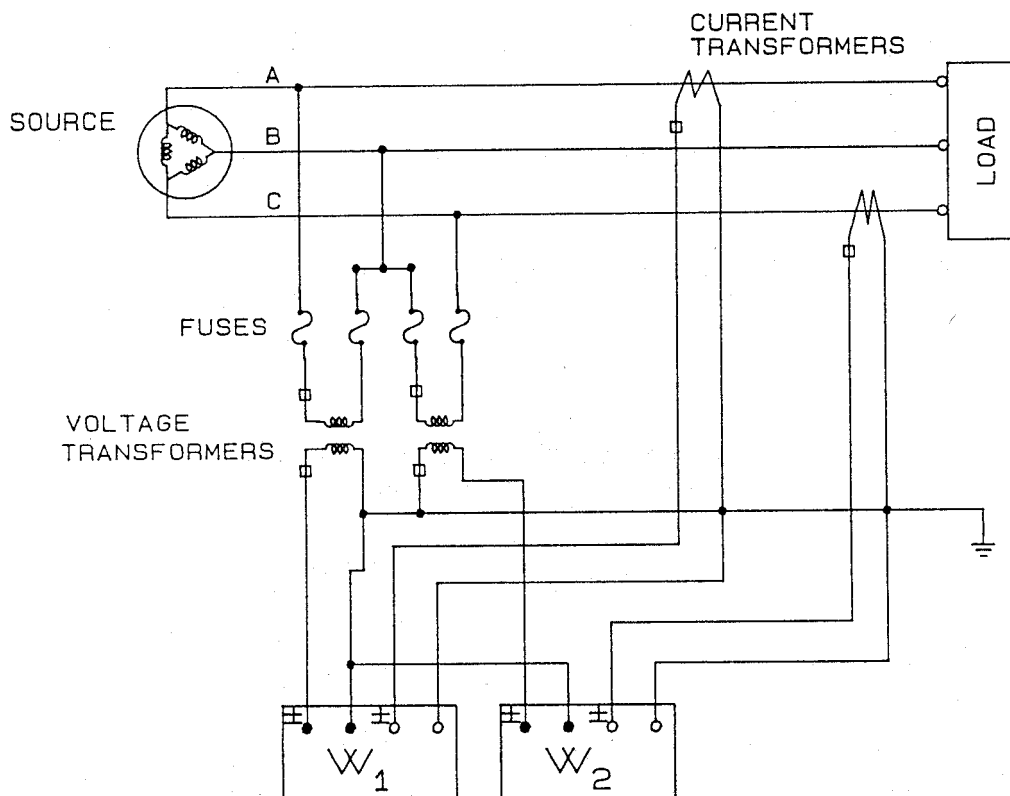 CURRENT
TRANSFORMERS
A
SOURCE
B
LOAD
C
FUSES
VOLTAGE
TRANSFORMERS
± ±
W1
± ±
W2